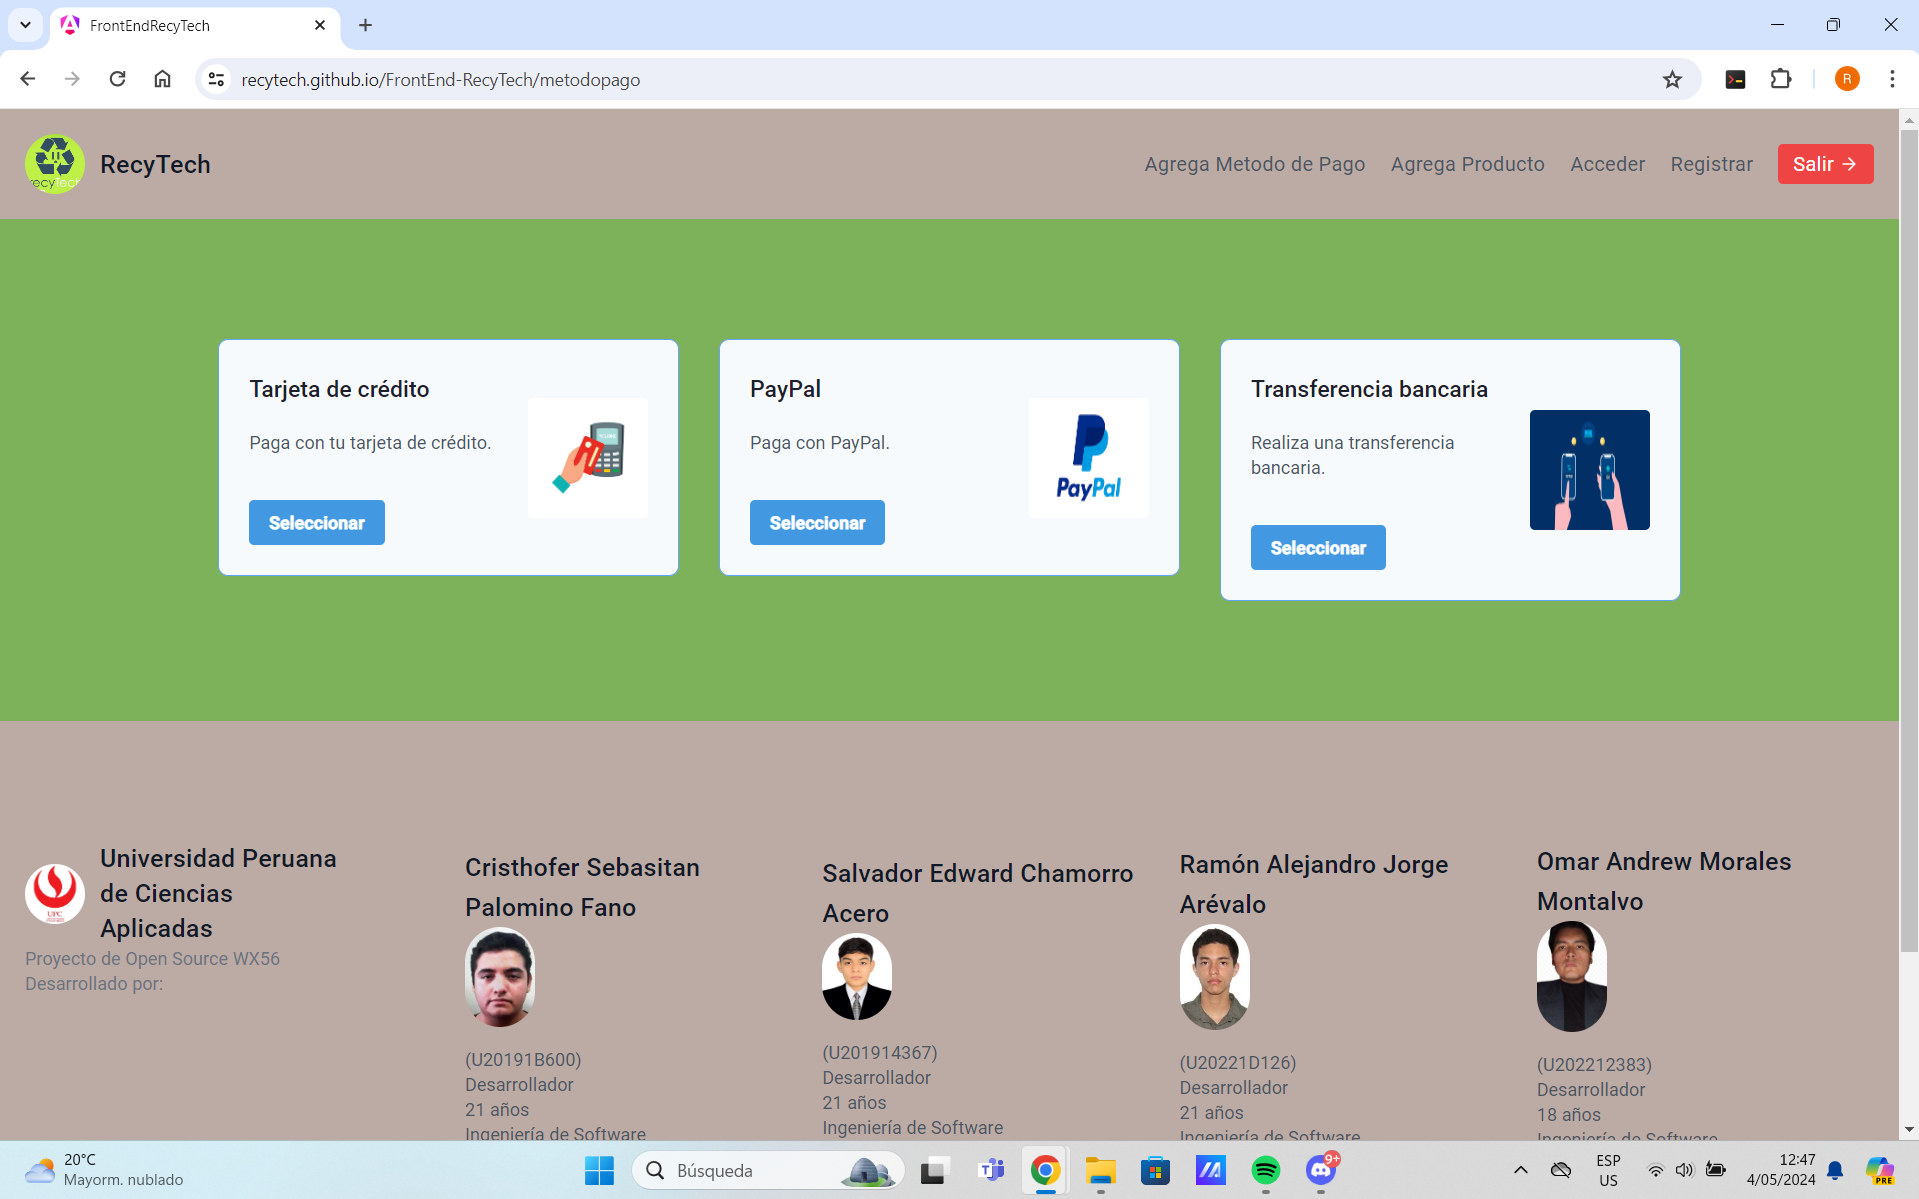 FrontEndRecyTech
recytech.github.io/FrontEnd-RecyTech/metodopago
R
recyTech
RecyTech
Agrega Metodo de Pago
Agrega Producto
Acceder
Registrar
Salir →
Tarjeta de crédito
Paga con tu tarjeta de crédito.
Seleccionar
PayPal
Paga con PayPal.
PayPal
Seleccionar
Transferencia bancaria
Realiza una transferencia
bancaria.
Seleccionar
UPC
Universidad Peruana
de Ciencias
Aplicadas
Proyecto de Open Source WX56
Desarrollado por:
Cristhofer Sebasitan
Palomino Fano
(U20191B600)
Desarrollador
21 años
Ingeniería de Software
Salvador Edward Chamorro
Acero
(U201914367)
Desarrollador
21 años
Ingeniería de Software
Ramón Alejandro Jorge
Arévalo
(U20221D126)
Desarrollador
21 años
Ingeniería de Software
Omar Andrew Morales
Montalvo
(U202212383)
Desarrollador
18 años
Ingeniería de Software
20°C
Mayorm. nublado
Búsqueda
9+
ESP
US
12:47
4/05/2024
PRE